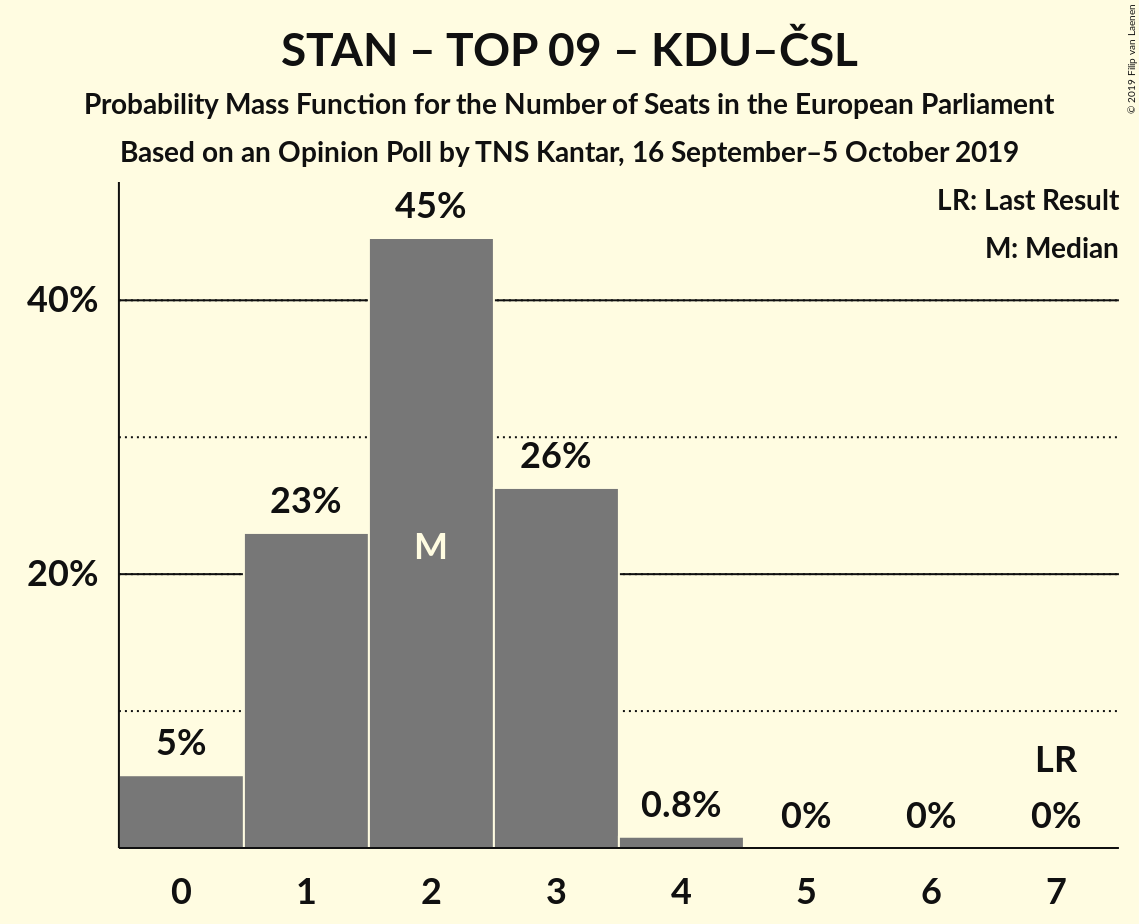 STAN – TOP 09 – KDU–ČSL
Probability Mass Function for the Number of Seats in the European Parliament
Based on an Opinion Poll by TNS Kantar, 16 September–5 October 2019
© 2019 Filip van Laenen
LR: Last Result
M: Median
45%
40%
26%
23%
M
20%
5%
LR
0.8%
0%
0%
0%
0 1 2 3 4 5 6 7